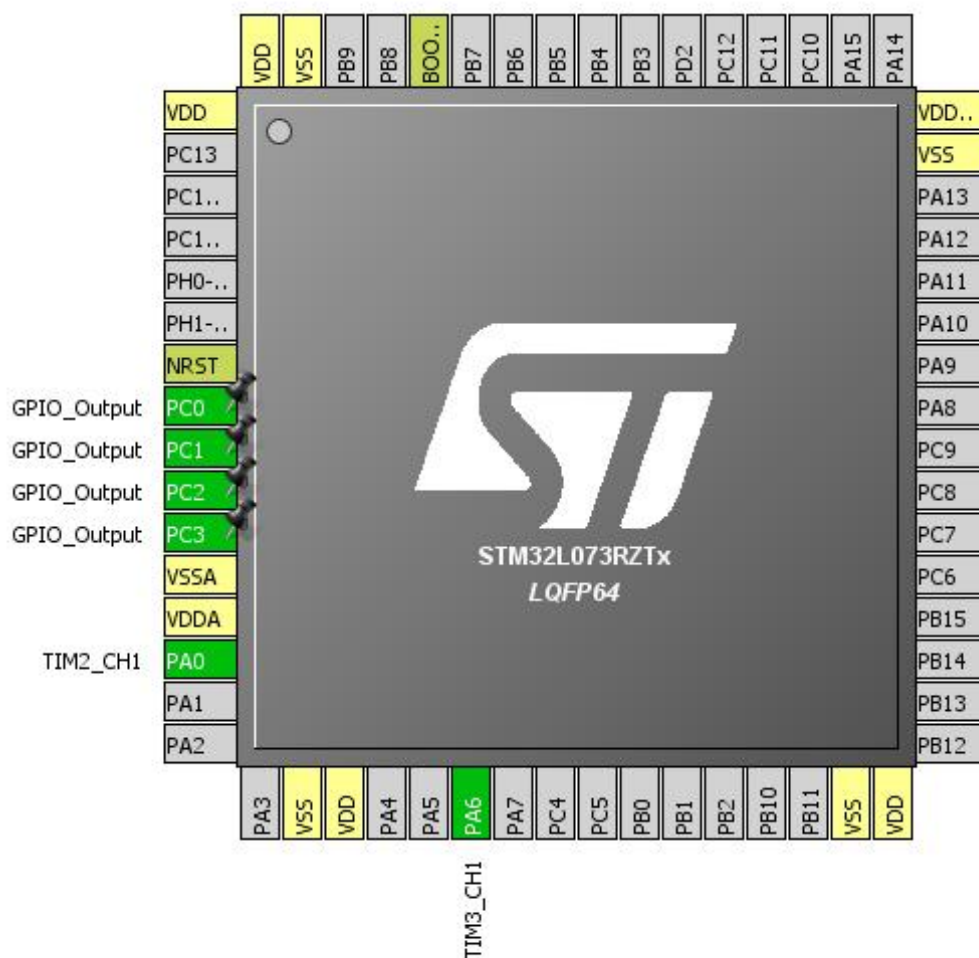 VDD
VSS
PB9
PB8
BOO..
PB7
PB6
PB5
PB4
PB3
PD2
PC12
PC11
PC10
PA15
PA14
VDD
PC13
PC1..
PC1..
PH0-..
PH1-..
NRST
GPIO_Output PC0
GPIO_Output PC1
GPIO_Output PC2
GPIO_Output PC3
VSSA
VDDA
TIM2_CH1 PA0
PA1
PA2
ST
STM32L073RZTx
LQFP64
VDD..
VSS
PA13
PA12
PA11
PA10
PA9
PA8
PC9
PC8
PC7
PC6
PB15
PB14
PB13
PB12
PA3
VSS
VDD
PA4
PA5
PA6
PA7
PC4
PC5
PB0
PB1
PB2
PB10
PB11
VSS
VDD
TIM3_CH1